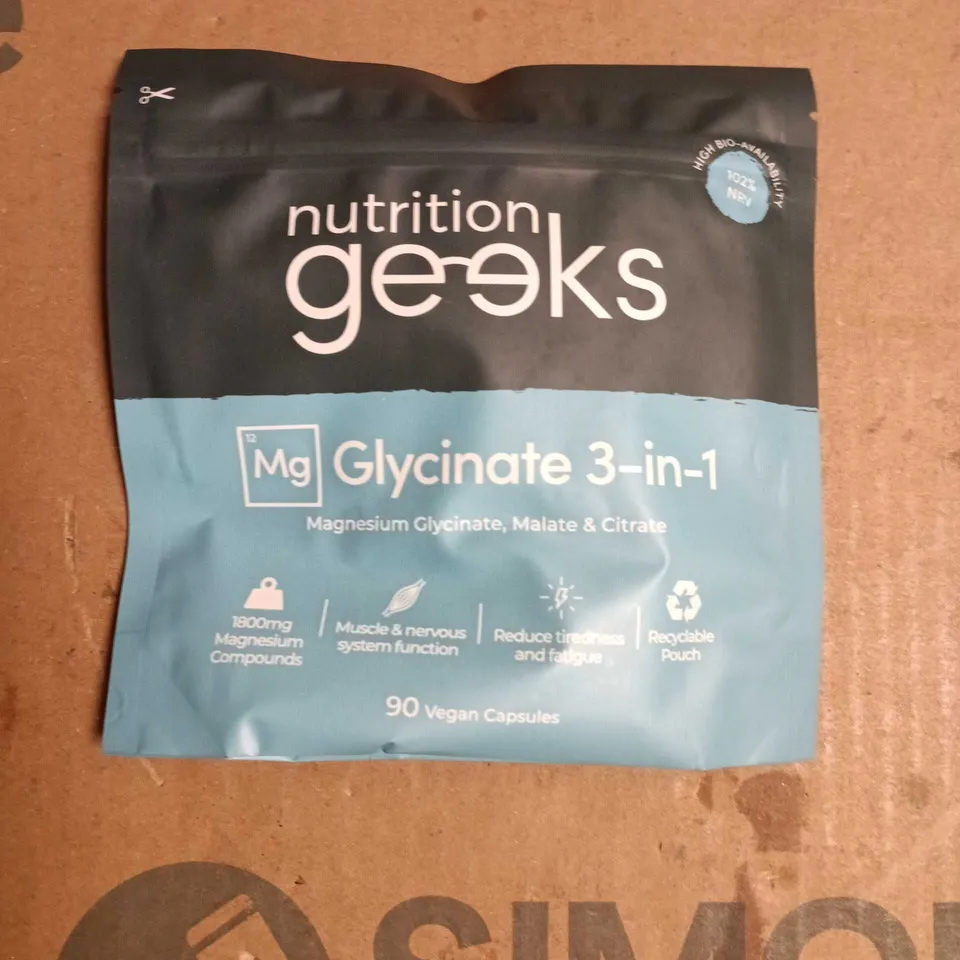 HIGH BIO-AVAILABILITY
102%
NRV
nutrition
geeks
12
Mg
Glycinate 3-in-1
Magnesium Glycinate, Malate & Citrate
1800mg
Magnesium
Compounds
Muscle & nervous
system function
Reduce tiredness
and fatigue
Recyclable
Pouch
90 Vegan Capsules